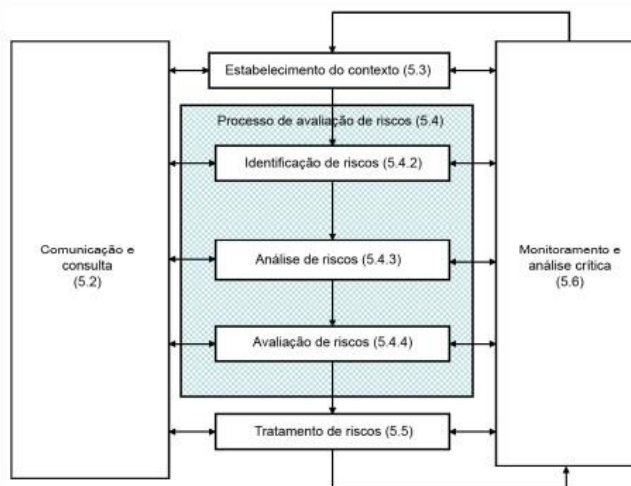 Estabelecimento do contexto (5.3)
Processo de avaliação de riscos (5.4)
Identificação de riscos (5.4.2)
Comunicação e
consulta
(5.2)
Análise de riscos (5.4.3)
Monitoramento e
análise crítica
(5.6)
Avaliação de riscos (5.4.4)
Tratamento de riscos (5.5)